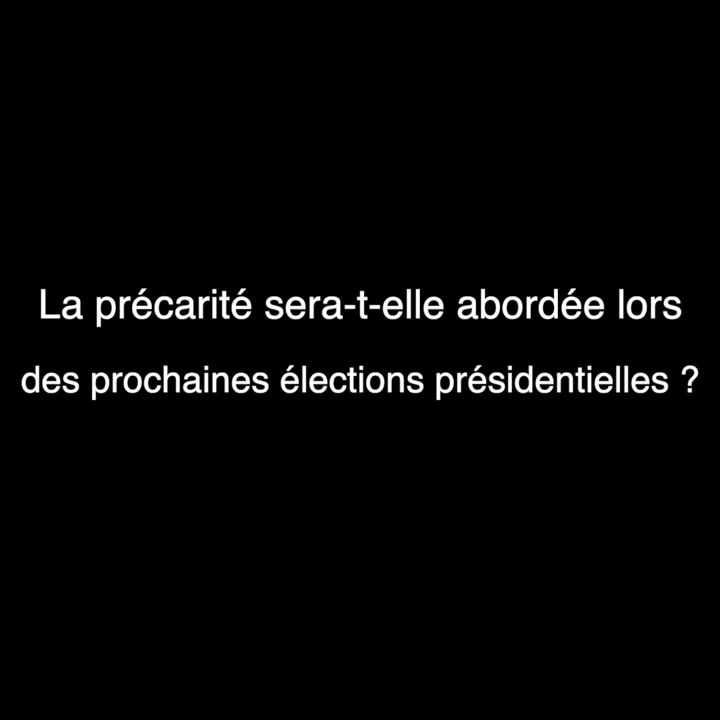 La précarité sera-t-elle abordée lors
des prochaines élections présidentielles ?